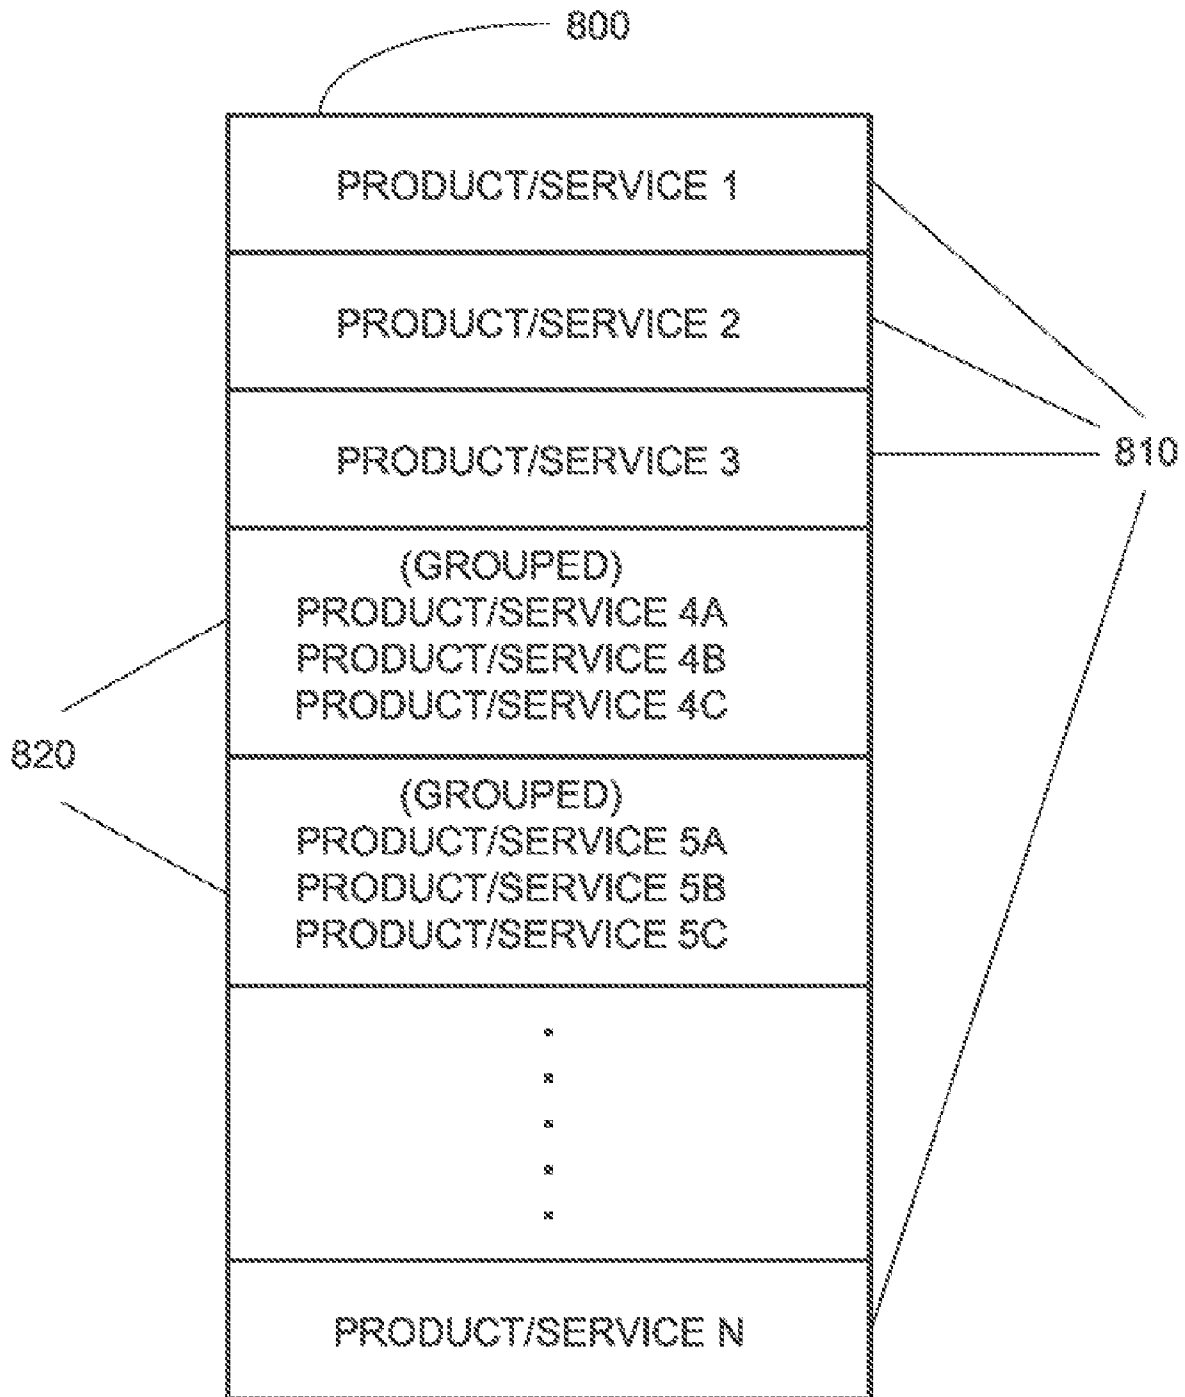 800
PRODUCT/SERVICE 1
PRODUCT/SERVICE 2
PRODUCT/SERVICE 3
810
(GROUPED)
PRODUCT/SERVICE 4A
PRODUCT/SERVICE 4B
PRODUCT/SERVICE 4C
820
(GROUPED)
PRODUCT/SERVICE 5A
PRODUCT/SERVICE 5B
PRODUCT/SERVICE 5C
PRODUCT/SERVICE N